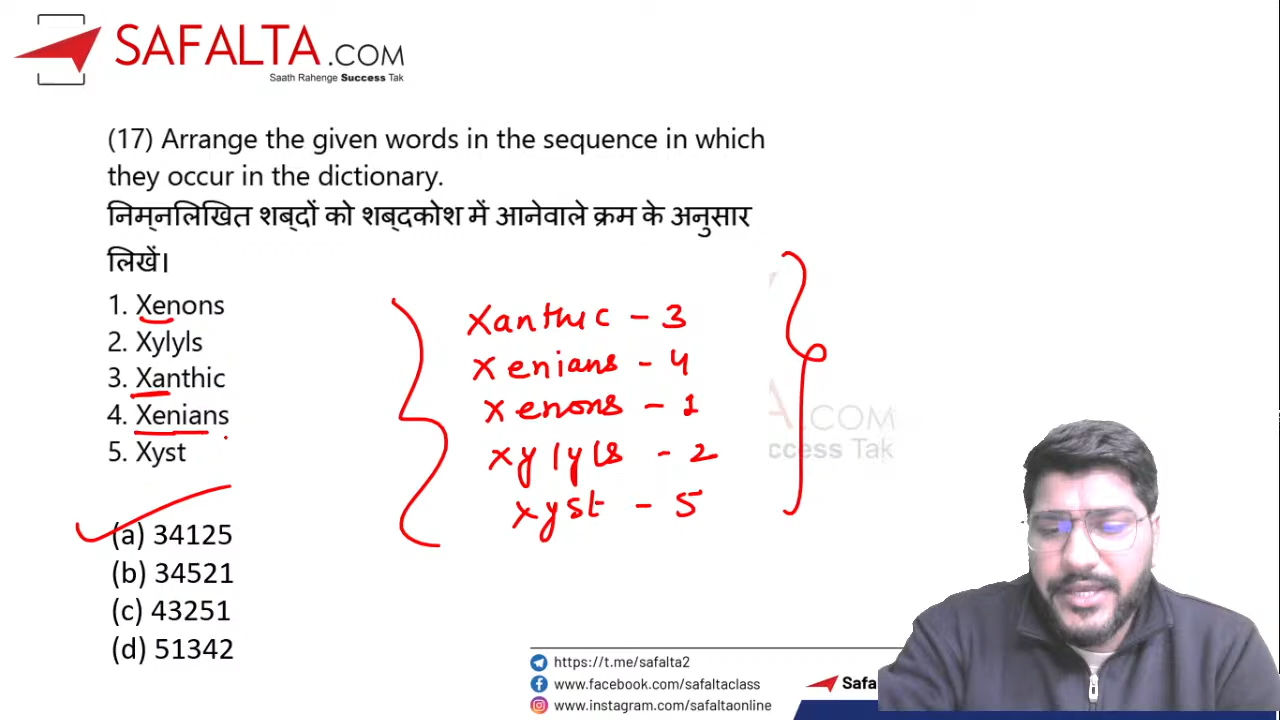 SAFALTA.COM
Saath Rahenge Success Tak
(17) Arrange the given words in the sequence in which
they occur in the dictionary.
निम्नलिखित शब्दों को शब्दकोश में आनेवाले क्रम के अनुसार
लिखें।
1. Xenons
2. Xylyls
3. Xanthic
4. Xenians
5. Xyst
Xanthic - 3
xenians - 4
xenons - 1
xylyls - 2
xyst - 5
A.COM
ccess Tak
(a) 34125
(b) 34521
(c) 43251
(d) 51342
https://t.me/safalta2
www.facebook.com/safaltaclass
www.instagram.com/safaltaonline
Safa